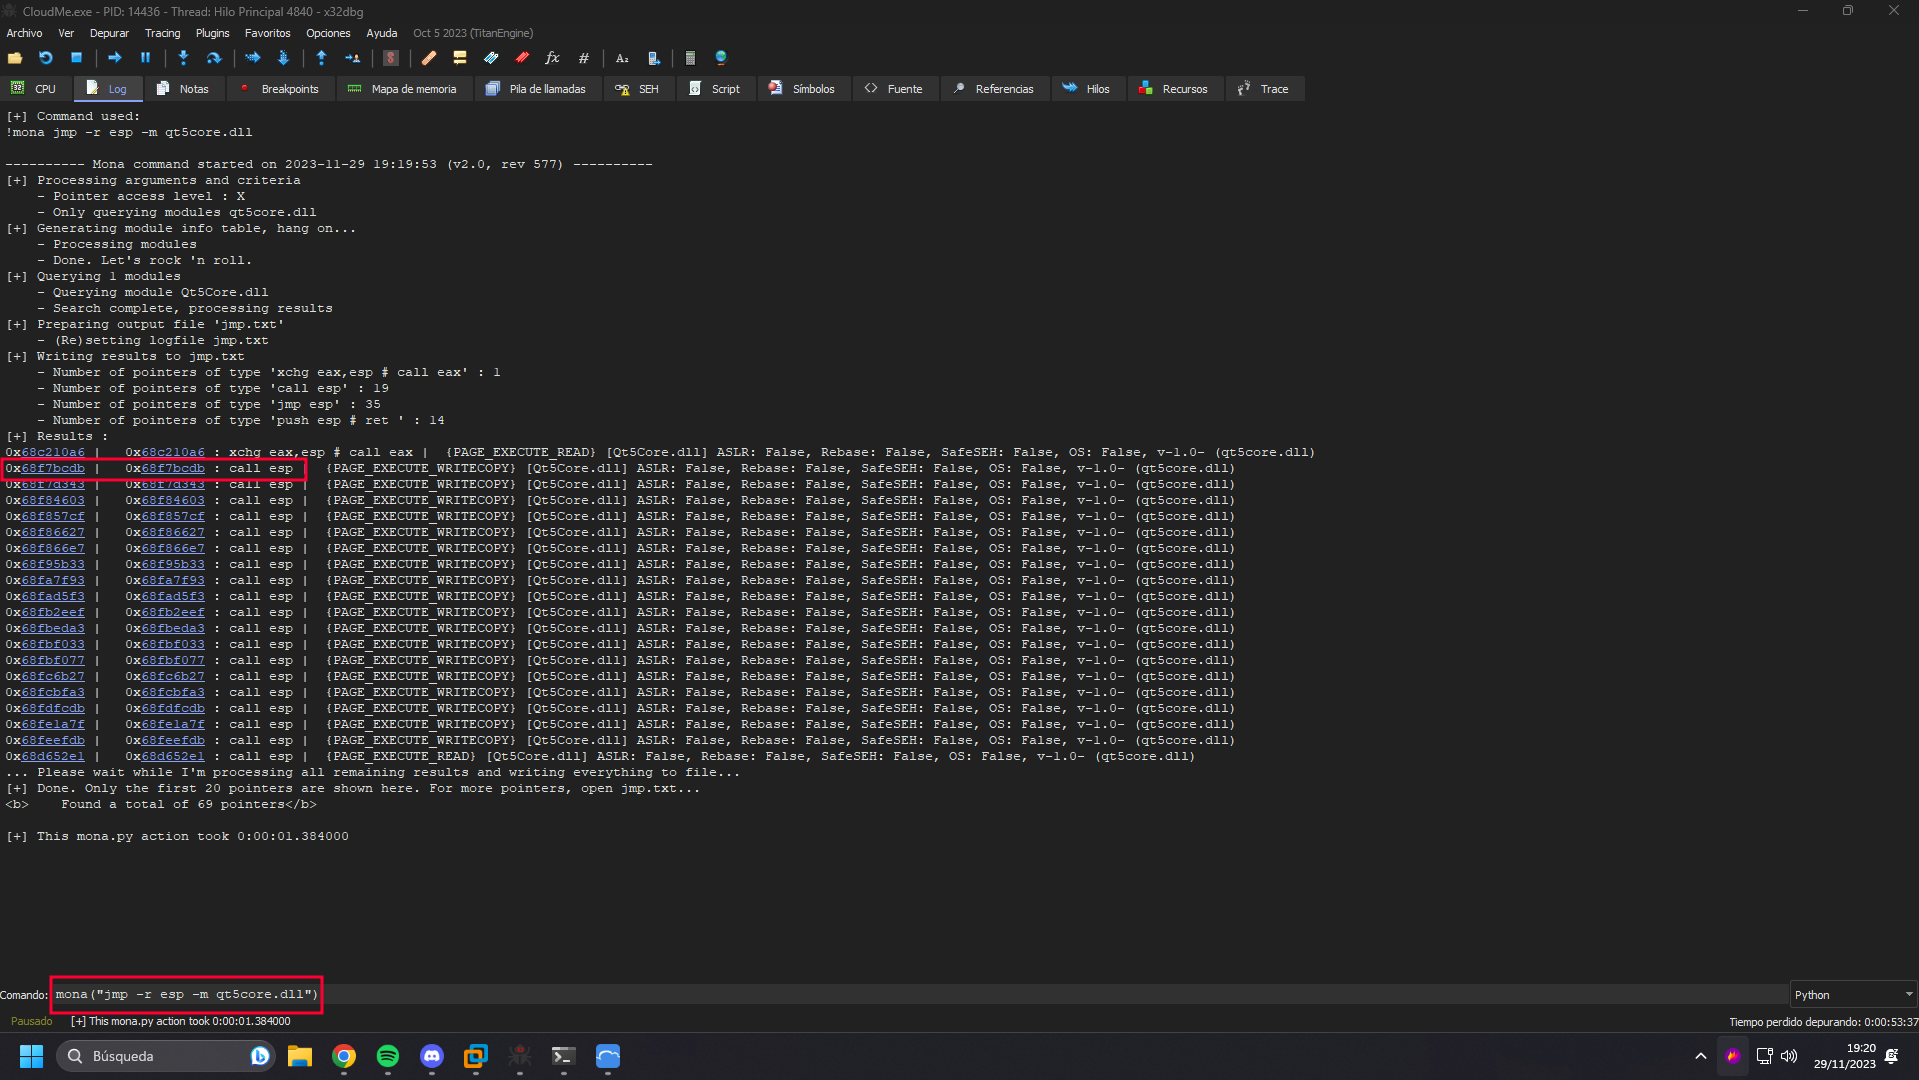 CloudMe.exe - PID: 14436 - Thread: Hilo Principal 4840 - x32dbg
Archivo Ver Depurar Tracing Plugins Favoritos Opciones Ayuda Oct 5 2023 (TitanEngine)
CPU Log Notas Breakpoints Mapa de memoria Pila de llamadas SEH Script Símbolos Fuente Referencias Hilos Recursos Trace
[+] Command used:
!mona jmp -r esp -m qt5core.dll
---------- Mona command started on 2023-11-29 19:19:53 (v2.0, rev 577) ----------
[+] Processing arguments and criteria
- Pointer access level : X
- Only querying modules qt5core.dll
[+] Generating module info table, hang on...
- Processing modules
- Done. Let's rock 'n roll.
[+] Querying 1 modules
- Querying module Qt5Core.dll
- Search complete, processing results
[+] Preparing output file 'jmp.txt'
- (Re)setting logfile jmp.txt
[+] Writing results to jmp.txt
- Number of pointers of type 'xchg eax,esp # call eax' : 1
- Number of pointers of type 'call esp' : 19
- Number of pointers of type 'jmp esp' : 35
- Number of pointers of type 'push esp # ret ' : 14
[+] Results :
0x68c210a6 | 0x68c210a6 : xchg eax,esp # call eax | {PAGE_EXECUTE_READ} [Qt5Core.dll] ASLR: False, Rebase: False, SafeSEH: False, OS: False, v-1.0- (qt5core.dll)
0x68f7bcdb | 0x68f7bcdb : call esp | {PAGE_EXECUTE_WRITECOPY} [Qt5Core.dll] ASLR: False, Rebase: False, SafeSEH: False, OS: False, v-1.0- (qt5core.dll)
0x68f7d343 | 0x68f7d343 : call esp | {PAGE_EXECUTE_WRITECOPY} [Qt5Core.dll] ASLR: False, Rebase: False, SafeSEH: False, OS: False, v-1.0- (qt5core.dll)
0x68f84603 | 0x68f84603 : call esp | {PAGE_EXECUTE_WRITECOPY} [Qt5Core.dll] ASLR: False, Rebase: False, SafeSEH: False, OS: False, v-1.0- (qt5core.dll)
0x68f857cf | 0x68f857cf : call esp | {PAGE_EXECUTE_WRITECOPY} [Qt5Core.dll] ASLR: False, Rebase: False, SafeSEH: False, OS: False, v-1.0- (qt5core.dll)
0x68f86627 | 0x68f86627 : call esp | {PAGE_EXECUTE_WRITECOPY} [Qt5Core.dll] ASLR: False, Rebase: False, SafeSEH: False, OS: False, v-1.0- (qt5core.dll)
0x68f866e7 | 0x68f866e7 : call esp | {PAGE_EXECUTE_WRITECOPY} [Qt5Core.dll] ASLR: False, Rebase: False, SafeSEH: False, OS: False, v-1.0- (qt5core.dll)
0x68f95b33 | 0x68f95b33 : call esp | {PAGE_EXECUTE_WRITECOPY} [Qt5Core.dll] ASLR: False, Rebase: False, SafeSEH: False, OS: False, v-1.0- (qt5core.dll)
0x68fa7f93 | 0x68fa7f93 : call esp | {PAGE_EXECUTE_WRITECOPY} [Qt5Core.dll] ASLR: False, Rebase: False, SafeSEH: False, OS: False, v-1.0- (qt5core.dll)
0x68fad5f3 | 0x68fad5f3 : call esp | {PAGE_EXECUTE_WRITECOPY} [Qt5Core.dll] ASLR: False, Rebase: False, SafeSEH: False, OS: False, v-1.0- (qt5core.dll)
0x68fb2eef | 0x68fb2eef : call esp | {PAGE_EXECUTE_WRITECOPY} [Qt5Core.dll] ASLR: False, Rebase: False, SafeSEH: False, OS: False, v-1.0- (qt5core.dll)
0x68fbeda3 | 0x68fbeda3 : call esp | {PAGE_EXECUTE_WRITECOPY} [Qt5Core.dll] ASLR: False, Rebase: False, SafeSEH: False, OS: False, v-1.0- (qt5core.dll)
0x68fbf033 | 0x68fbf033 : call esp | {PAGE_EXECUTE_WRITECOPY} [Qt5Core.dll] ASLR: False, Rebase: False, SafeSEH: False, OS: False, v-1.0- (qt5core.dll)
0x68fbf077 | 0x68fbf077 : call esp | {PAGE_EXECUTE_WRITECOPY} [Qt5Core.dll] ASLR: False, Rebase: False, SafeSEH: False, OS: False, v-1.0- (qt5core.dll)
0x68fc6b27 | 0x68fc6b27 : call esp | {PAGE_EXECUTE_WRITECOPY} [Qt5Core.dll] ASLR: False, Rebase: False, SafeSEH: False, OS: False, v-1.0- (qt5core.dll)
0x68fcbfa3 | 0x68fcbfa3 : call esp | {PAGE_EXECUTE_WRITECOPY} [Qt5Core.dll] ASLR: False, Rebase: False, SafeSEH: False, OS: False, v-1.0- (qt5core.dll)
0x68fdfcdb | 0x68fdfcdb : call esp | {PAGE_EXECUTE_WRITECOPY} [Qt5Core.dll] ASLR: False, Rebase: False, SafeSEH: False, OS: False, v-1.0- (qt5core.dll)
0x68fe1a7f | 0x68fe1a7f : call esp | {PAGE_EXECUTE_WRITECOPY} [Qt5Core.dll] ASLR: False, Rebase: False, SafeSEH: False, OS: False, v-1.0- (qt5core.dll)
0x68feefdb | 0x68feefdb : call esp | {PAGE_EXECUTE_WRITECOPY} [Qt5Core.dll] ASLR: False, Rebase: False, SafeSEH: False, OS: False, v-1.0- (qt5core.dll)
0x68d652e1 | 0x68d652e1 : call esp | {PAGE_EXECUTE_READ} [Qt5Core.dll] ASLR: False, Rebase: False, SafeSEH: False, OS: False, v-1.0- (qt5core.dll)
... Please wait while I'm processing all remaining results and writing everything to file...
[+] Done. Only the first 20 pointers are shown here. For more pointers, open jmp.txt...
<b> Found a total of 69 pointers</b>
[+] This mona.py action took 0:00:01.384000
Comando: mona("jmp -r esp -m qt5core.dll") Python
Pausado [+] This mona.py action took 0:00:01.384000 Tiempo perdido depurando: 0:00:53:37
Búsqueda 19:20
29/11/2023